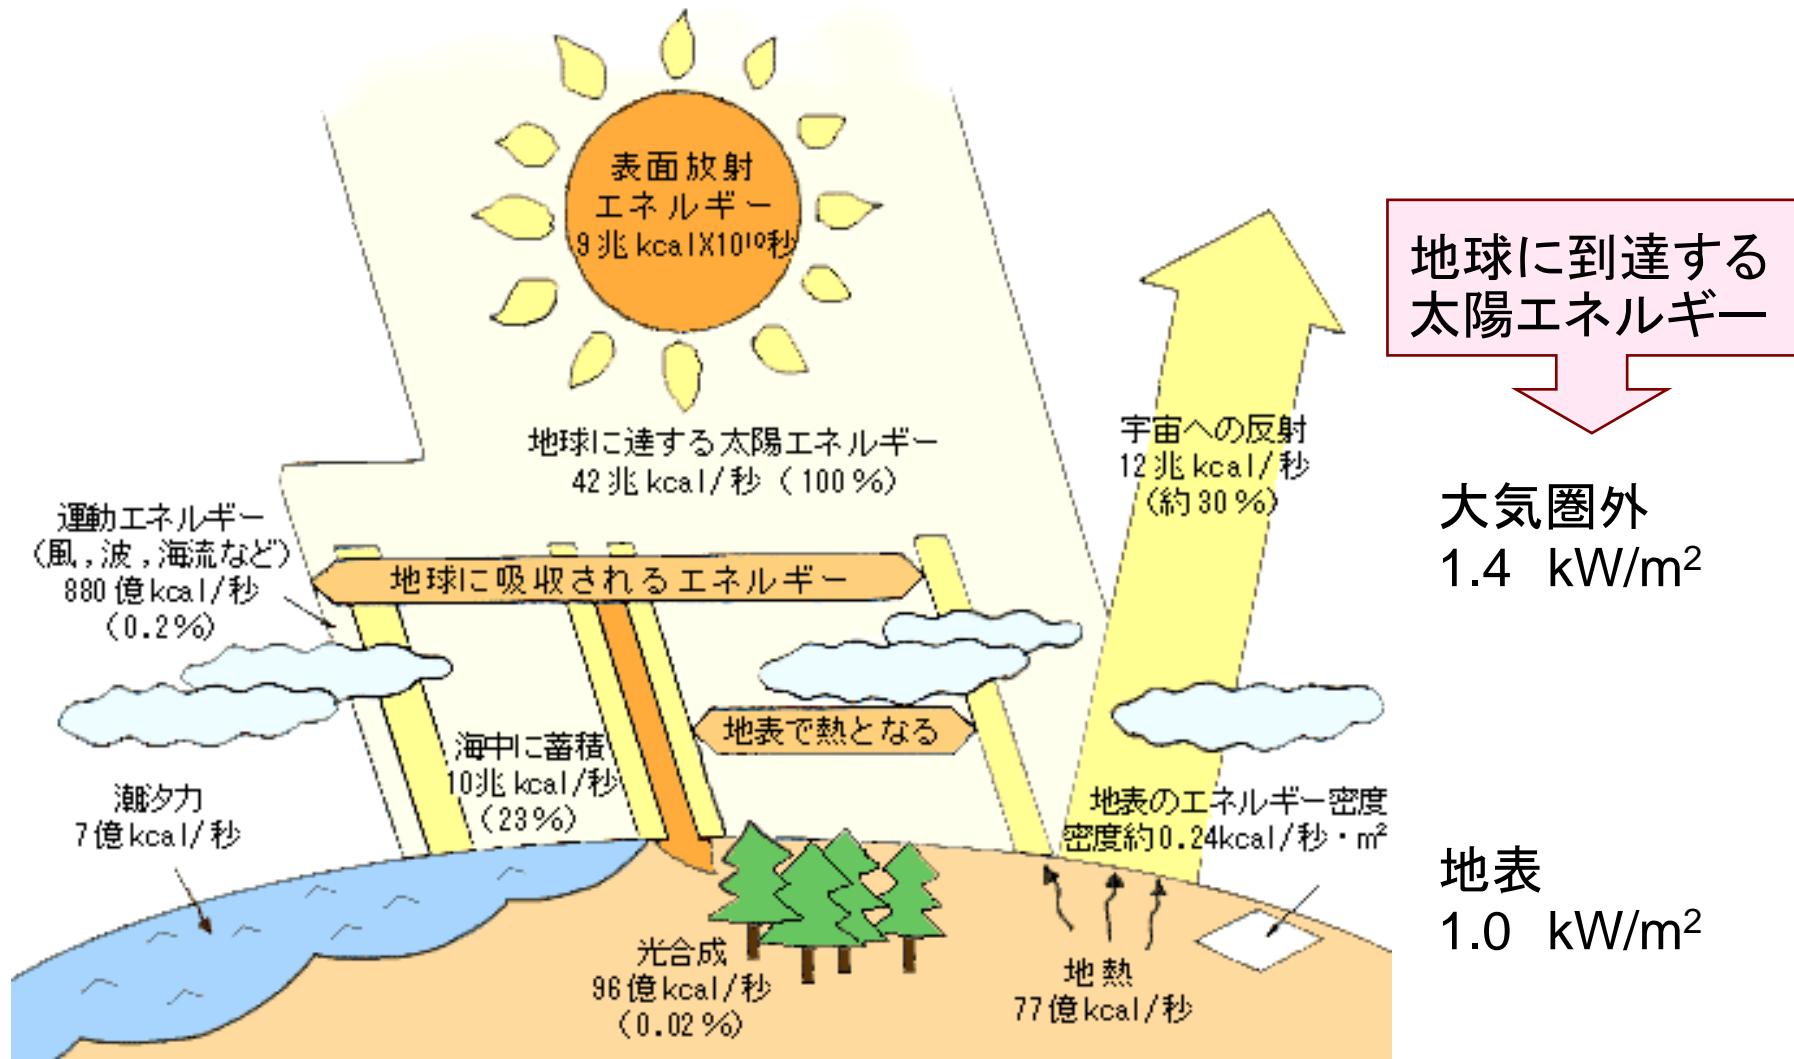 表面放射
エネルギー
9兆kcalX10¹⁰秒
地球に達する太陽エネルギー
42兆kcal/秒（100%）
宇宙への反射
12兆kcal/秒
(約30%)
運動エネルギー
(風,波,海流など)
880億kcal/秒
(0.2%)
地球に吸収されるエネルギー
海中に蓄積
10兆kcal/秒
(23%)
地表で熱となる
潮汐力
7億kcal/秒
地表のエネルギー密度
密度約0.24kcal/秒・m²
光合成
96億kcal/秒
(0.02%)
地熱
77億kcal/秒
地球に到達する
太陽エネルギー
大気圏外
1.4 kW/m²
地表
1.0 kW/m²